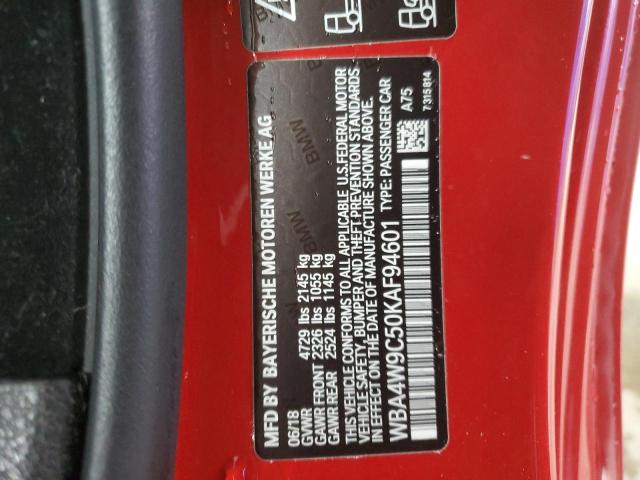 MFD BY BAYERISCHE MOTOREN WERKE AG
06/18
GVWR 4729 lbs 2145 kg
GAWR FRONT 2326 lbs 1055 kg
GAWR REAR 2524 lbs 1145 kg
THIS VEHICLE CONFORMS TO ALL APPLICABLE U.S. FEDERAL MOTOR
VEHICLE SAFETY, BUMPER AND THEFT-PREVENTION STANDARDS
IN EFFECT ON THE DATE OF MANUFACTURE SHOWN ABOVE.
WBA4W9C50KAF94601 TYPE: PASSENGER CAR
A75
7315814
BMW
BMW